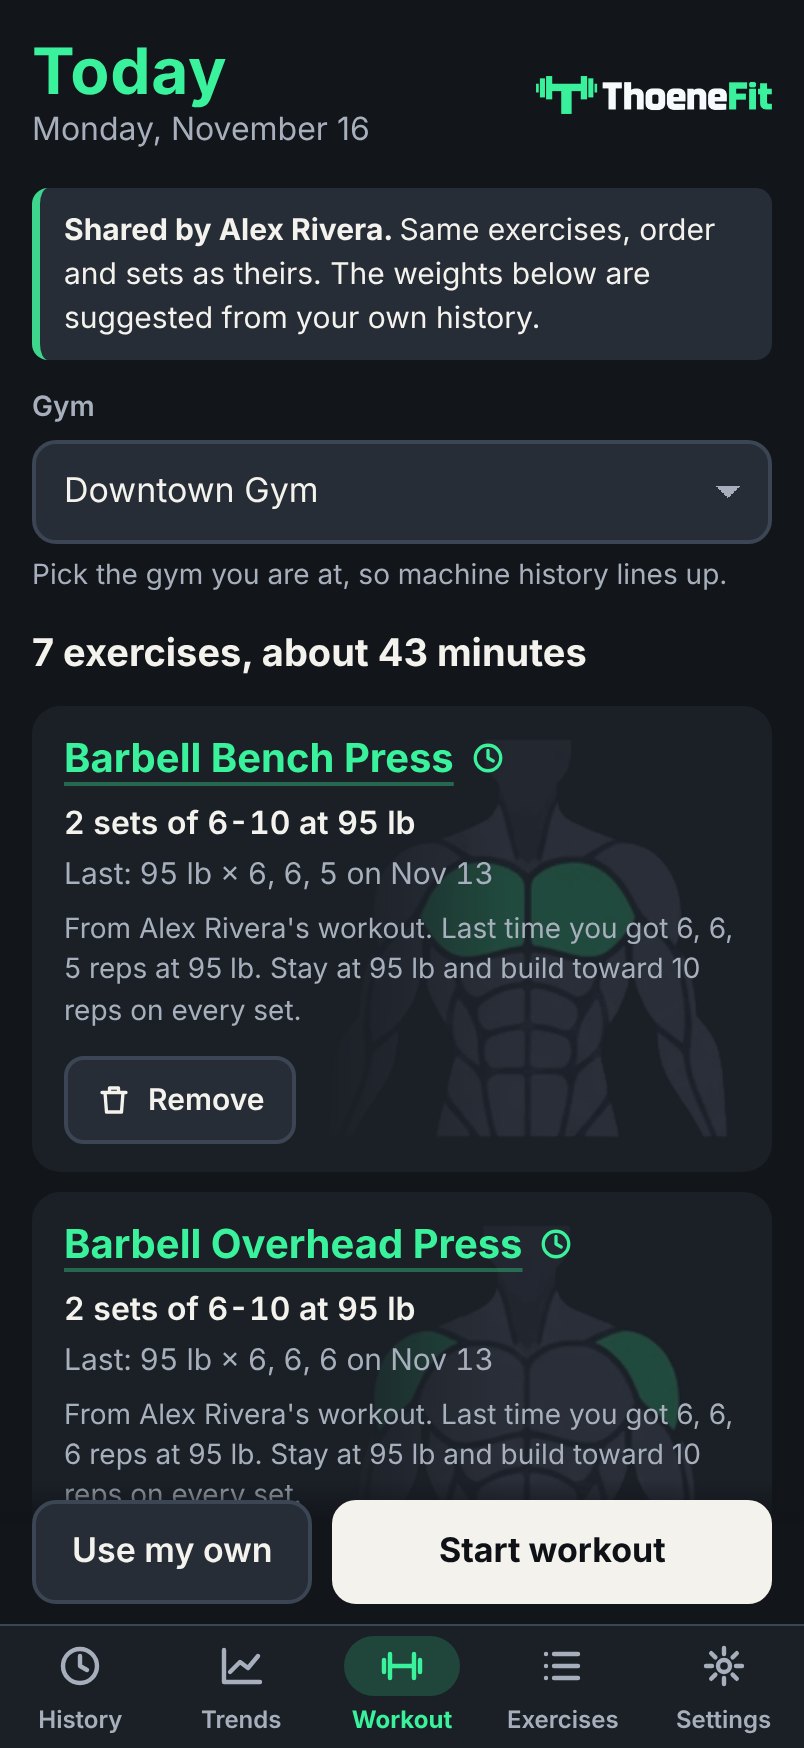 Today
Monday, November 16
ThoeneFit
Shared by Alex Rivera. Same exercises, order
and sets as theirs. The weights below are
suggested from your own history.
Gym
Downtown Gym
Pick the gym you are at, so machine history lines up.
7 exercises, about 43 minutes
Barbell Bench Press
2 sets of 6-10 at 95 lb
Last: 95 lb × 6, 6, 5 on Nov 13
From Alex Rivera's workout. Last time you got 6, 6,
5 reps at 95 lb. Stay at 95 lb and build toward 10
reps on every set.
Remove
Barbell Overhead Press
2 sets of 6-10 at 95 lb
Last: 95 lb × 6, 6, 6 on Nov 13
From Alex Rivera's workout. Last time you got 6, 6,
6 reps at 95 lb. Stay at 95 lb and build toward 10
reps on every set.
Use my own
Start workout
History
Trends
Workout
Exercises
Settings